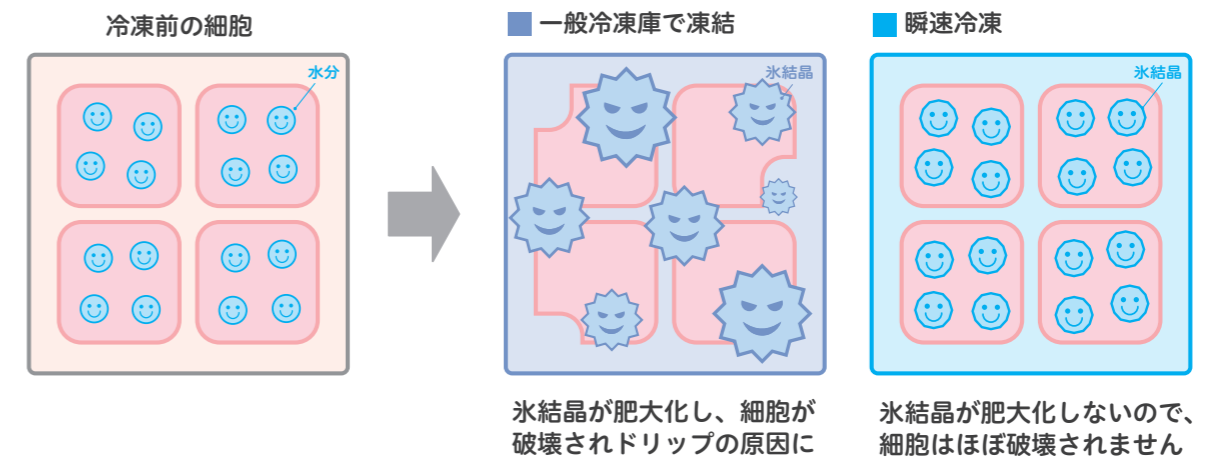 冷凍前の細胞
水分
一般冷凍庫で凍結
氷結晶
氷結晶が肥大化し、細胞が
破壊されドリップの原因に
瞬速冷凍
氷結晶
氷結晶が肥大化しないので、
細胞はほぼ破壊されません